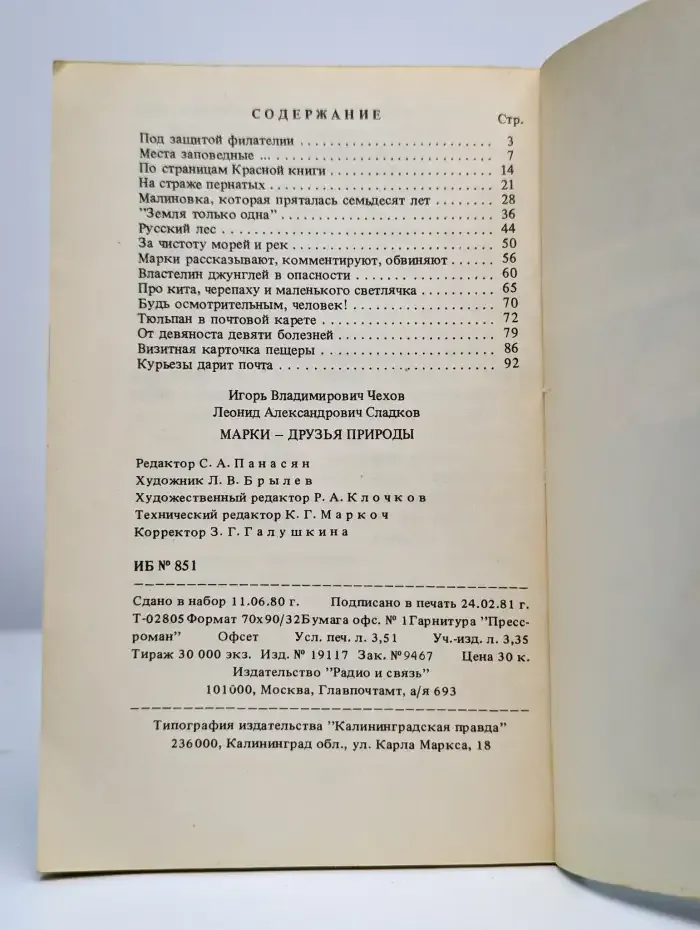 СОДЕРЖАНИЕ Стр.
Под защитой филателии 3
Места заповедные ... 7
По страницам Красной книги 14
На страже пернатых 21
Малиновка, которая пряталась семьдесят лет 28
"Земля только одна" 36
Русский лес 44
За чистоту морей и рек 50
Марки рассказывают, комментируют, обвиняют 56
Властелин джунглей в опасности 60
Про кита, черепаху и маленького светлячка 65
Будь осмотрительным, человек! 70
Тюльпан в почтовой карете 72
От девяноста девяти болезней 79
Визитная карточка пещеры 86
Курьезы дарит почта 92
Игорь Владимирович Чехов
Леонид Александрович Сладков
МАРКИ – ДРУЗЬЯ ПРИРОДЫ
Редактор С. А. Панасян
Художник Л. В. Брылев
Художественный редактор Р. А. Клочков
Технический редактор К. Г. Маркоч
Корректор З. Г. Галушкина
ИБ № 851
Сдано в набор 11.06.80 г. Подписано в печать 24.02.81 г.
Т-02805 Формат 70х90/32 Бумага офс. № 1 Гарнитура "Пресс-
роман" Офсет Усл. печ. л. 3,51 Уч.-изд. л. 3,35
Тираж 30 000 экз. Изд. № 19117 Зак. №9467 Цена 30 к.
Издательство "Радио и связь"
101000, Москва, Главпочтамт, а/я 693
Типография издательства "Калининградская правда"
236000, Калининград обл., ул. Карла Маркса, 18